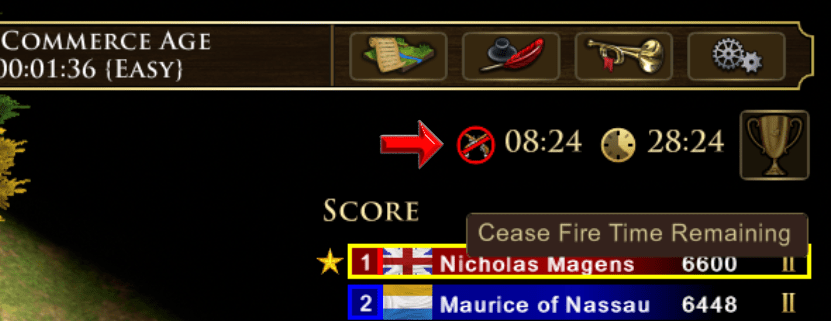 COMMERCE AGE
00:01:36 {EASY}
08:24 28:24
SCORE
Cease Fire Time Remaining
1 Nicholas Magens 6600 II
2 Maurice of Nassau 6448 II